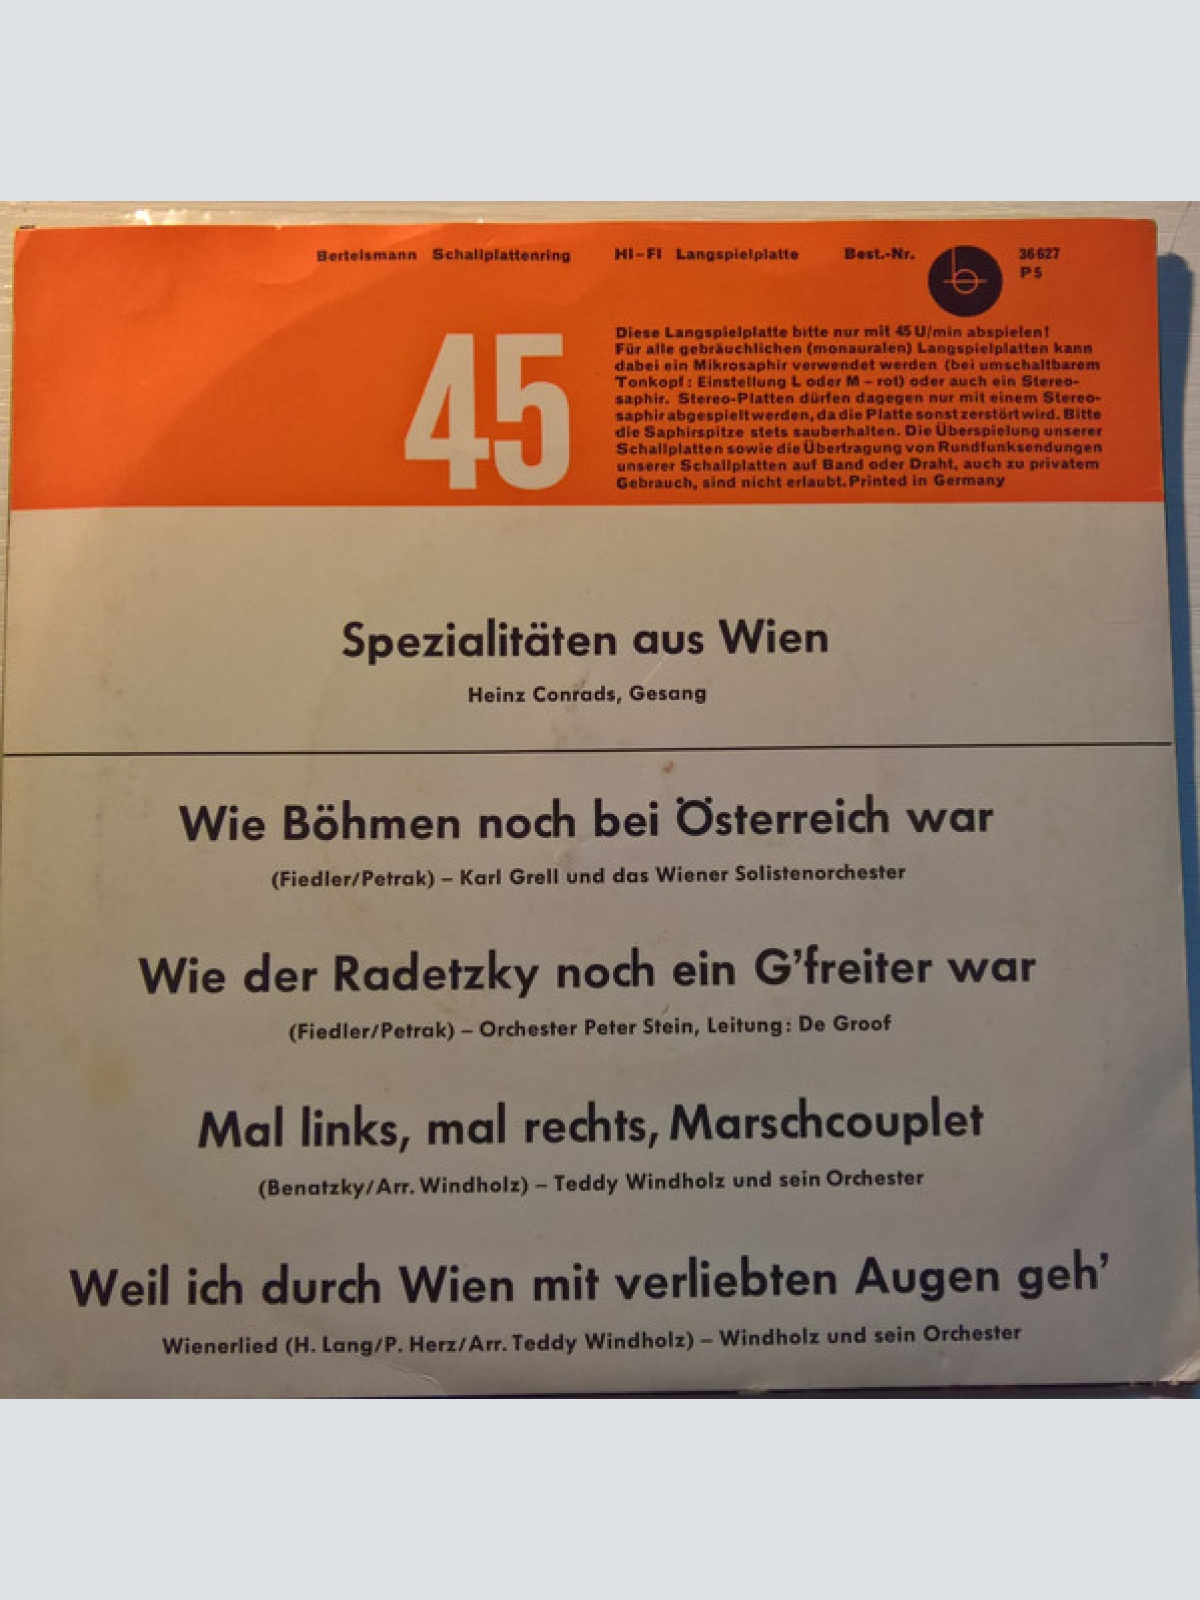 Bertelsmann Schallplattenring HI-FI Langspielplatte Best.-Nr. 36627
P5
45
Diese Langspielplatte bitte nur mit 45 U/min abspielen!
Für alle gebräuchlichen (monauralen) Langspielplatten kann
dabei ein Mikrosaphir verwendet werden (bei umschaltbarem
Tonkopf: Einstellung L oder M – rot) oder auch ein Stereo-
saphir. Stereo-Platten dürfen dagegen nur mit einem Stereo-
saphir abgespielt werden, da die Platte sonst zerstört wird. Bitte
die Saphirspitze stets sauberhalten. Die Überspielung unserer
Schallplatten sowie die Übertragung von Rundfunksendungen
unserer Schallplatten auf Band oder Draht, auch zu privatem
Gebrauch, sind nicht erlaubt. Printed in Germany
Spezialitäten aus Wien
Heinz Conrads, Gesang
Wie Böhmen noch bei Österreich war
(Fiedler/Petrak) – Karl Grell und das Wiener Solistenorchester
Wie der Radetzky noch ein G'freiter war
(Fiedler/Petrak) – Orchester Peter Stein, Leitung: De Groof
Mal links, mal rechts, Marschcouplet
(Benatzky/Arr. Windholz) – Teddy Windholz und sein Orchester
Weil ich durch Wien mit verliebten Augen geh'
Wienerlied (H. Lang/P. Herz/Arr. Teddy Windholz) – Windholz und sein Orchester